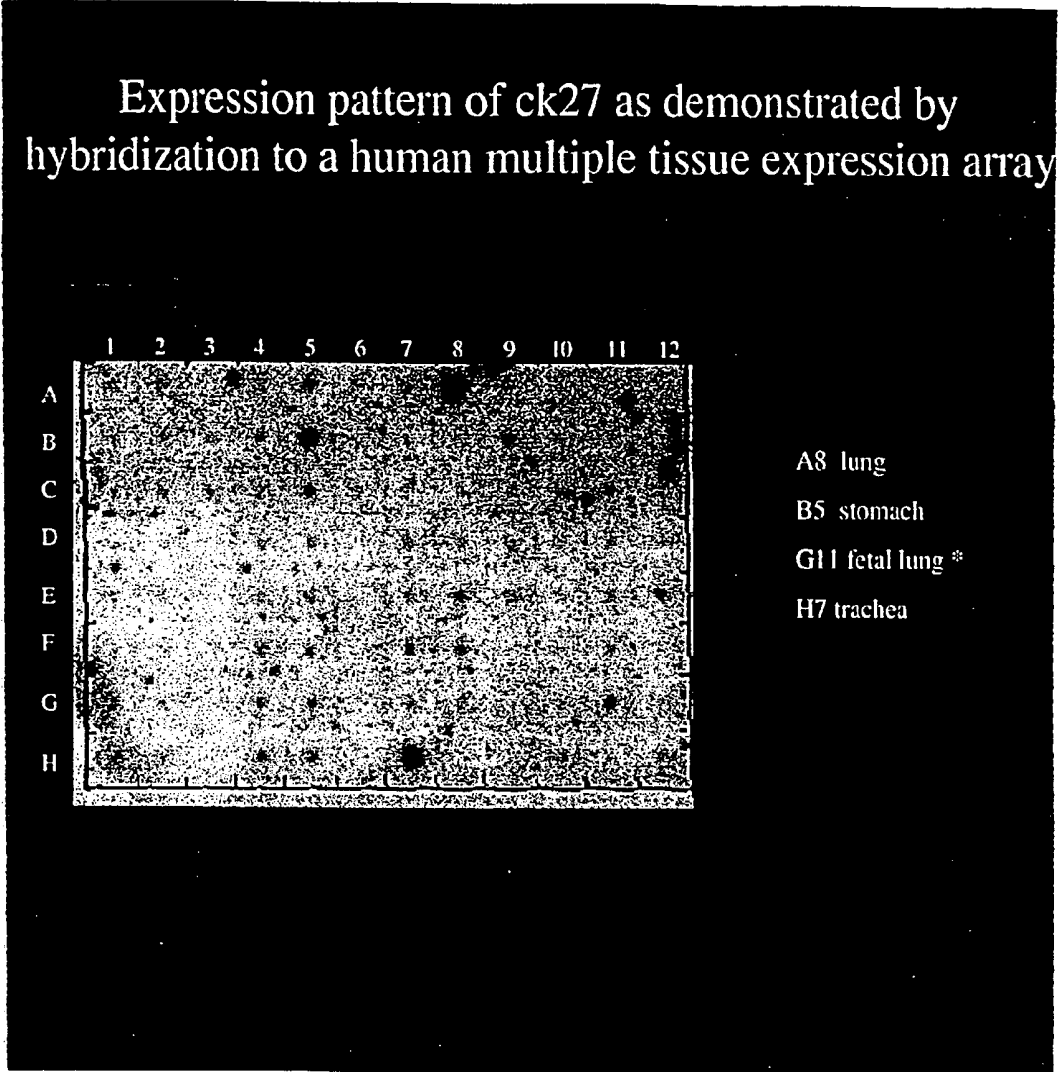 Expression pattern of ck27 as demonstrated by
hybridization to a human multiple tissue expression array
1 2 3 4 5 6 7 8 9 10 11 12
A
B
C
D
E
F
G
H
A8 lung
B5 stomach
G11 fetal lung *
H7 trachea